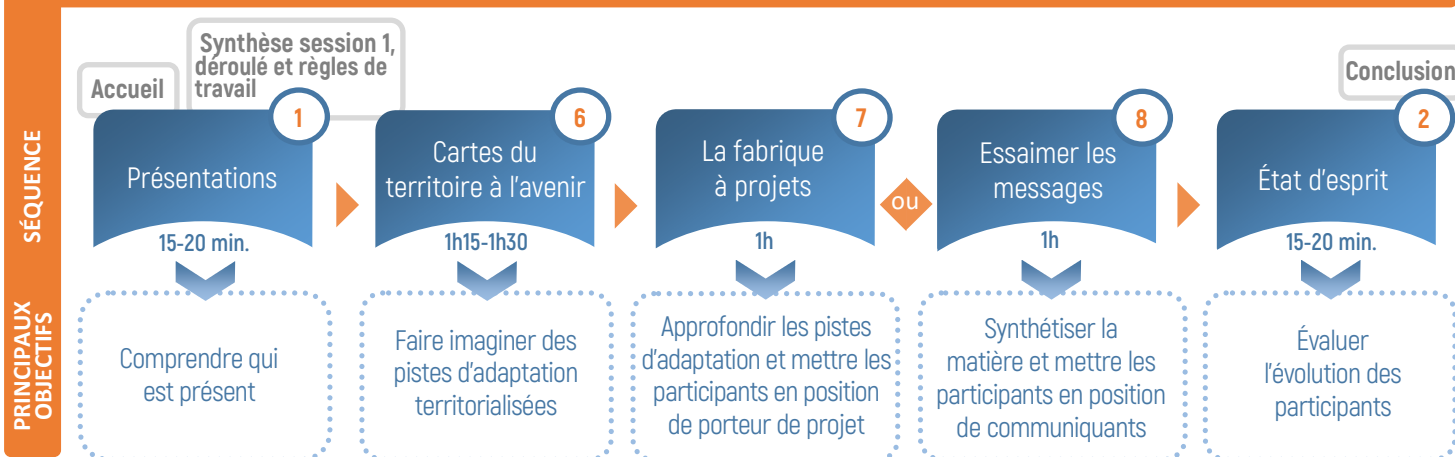 Accueil
Synthèse session 1,
déroulé et règles de
travail
Conclusion
SÉQUENCE
1
Présentations
15-20 min.
6
Cartes du
territoire à l'avenir
1h15-1h30
7
La fabrique
à projets
1h
ou
8
Essaimer les
messages
1h
2
État d'esprit
15-20 min.
PRINCIPAUX
OBJECTIFS
Comprendre qui
est présent
Faire imaginer des
pistes d'adaptation
territorialisées
Approfondir les pistes
d'adaptation et mettre les
participants en position
de porteur de projet
Synthétiser la
matière et mettre les
participants en position
de communiquants
Évaluer
l'évolution des
participants